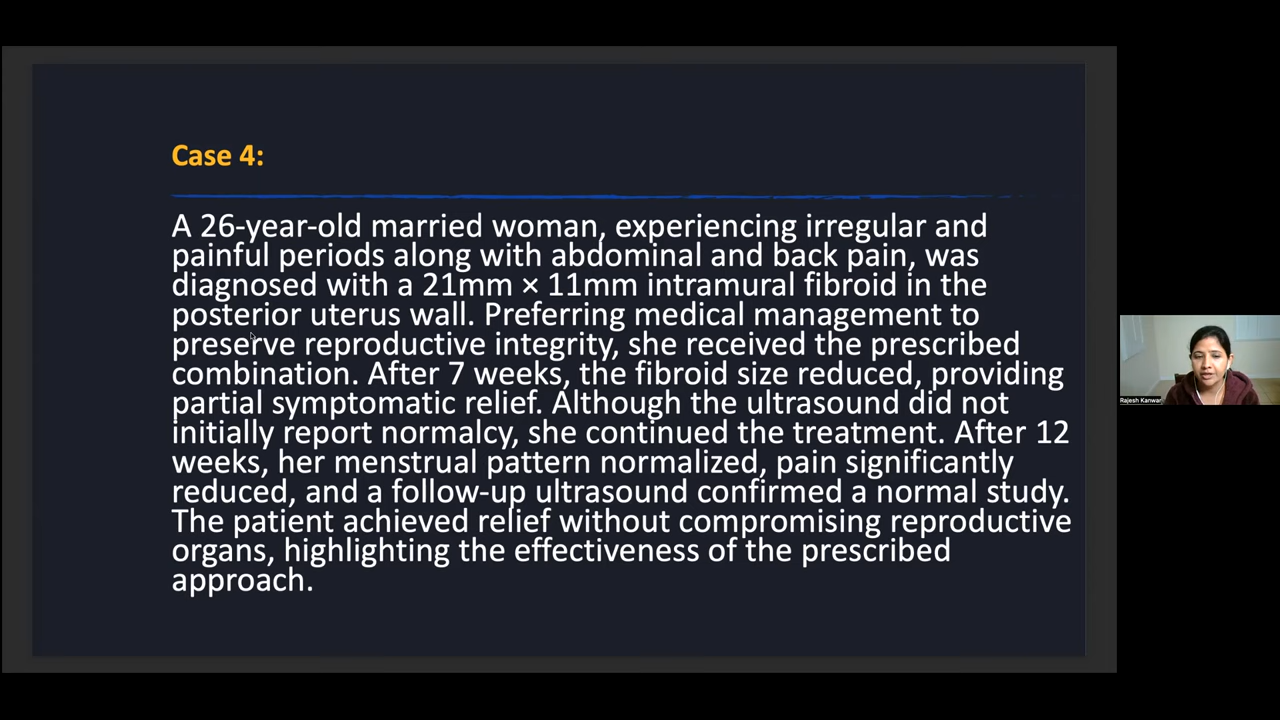 Case 4:
A 26-year-old married woman, experiencing irregular and
painful periods along with abdominal and back pain, was
diagnosed with a 21mm × 11mm intramural fibroid in the
posterior uterus wall. Preferring medical management to
preserve reproductive integrity, she received the prescribed
combination. After 7 weeks, the fibroid size reduced, providing
partial symptomatic relief. Although the ultrasound did not
initially report normalcy, she continued the treatment. After 12
weeks, her menstrual pattern normalized, pain significantly
reduced, and a follow-up ultrasound confirmed a normal study.
The patient achieved relief without compromising reproductive
organs, highlighting the effectiveness of the prescribed
approach.
Rajesh Kanwar